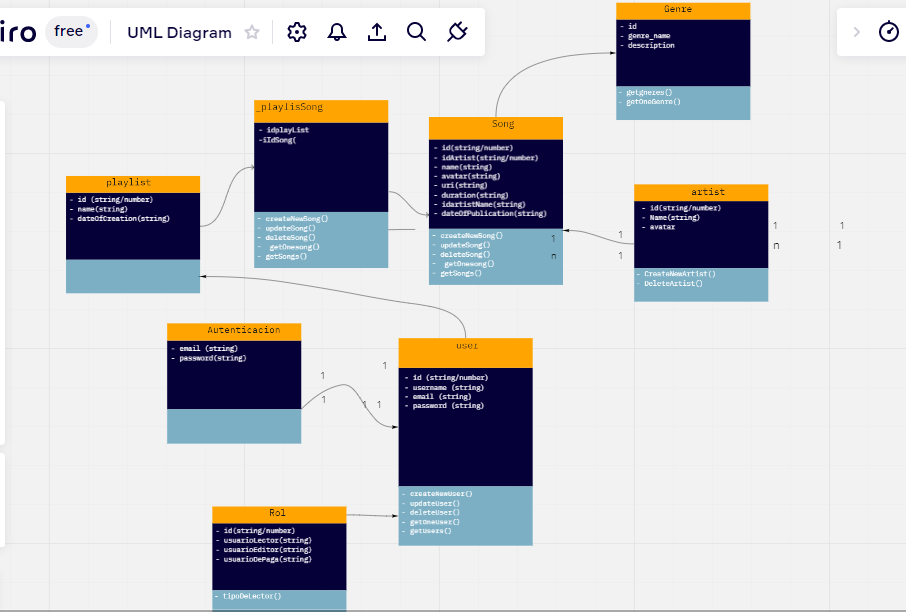 iro free UML Diagram
Genre
- id
- genre_name
- description
- getgneres()
- getOneGenre()
_playlisSong
- idplayList
-iIdSong(
- createNewSong()
- updateSong()
- deleteSong()
- getOnesong()
- getSongs()
Song
- id(string/number)
- idArtist(string/number)
- name(string)
- avatar(string)
- uri(string)
- duration(string)
- idartistName(string)
- dateOfPublication(string)
- createNewSong()
- updateSong()
- deleteSong()
- getOnesong()
- getSongs()
1
n
playlist
- id (string/number)
- name(string)
- dateOfCreation(string)
artist
- id(string/number)
- Name(string)
- avatar
- CreateNewArtist()
- DeleteArtist()
1
1
1
1
n
1
Autenticacion
- email (string)
- password(string)
1
1
1
1 1
user
- id (string/number)
- username (string)
- email (string)
- password (string)
- createNewUser()
- updateUser()
- deleteUser()
- getOneUser()
- getUsers()
Rol
- id(string/number)
- usuarioLector(string)
- usuarioEditor(string)
- usuarioDePaga(string)
- tipoDeLector()